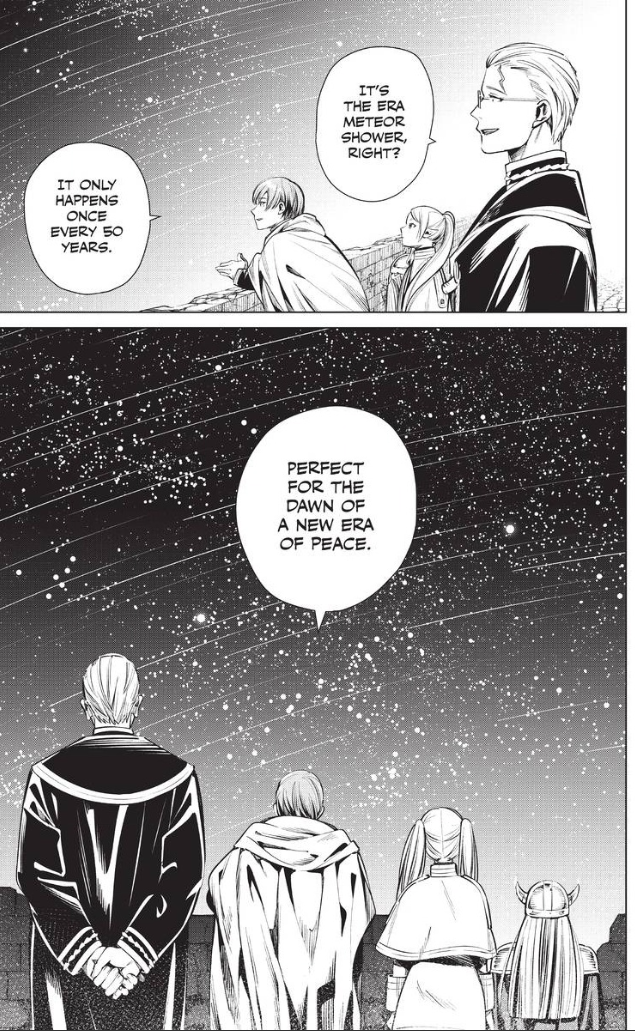 IT'S
THE ERA
METEOR
SHOWER,
RIGHT?
IT ONLY
HAPPENS
ONCE
EVERY 50
YEARS.
PERFECT
FOR THE
DAWN OF
A NEW ERA
OF PEACE.